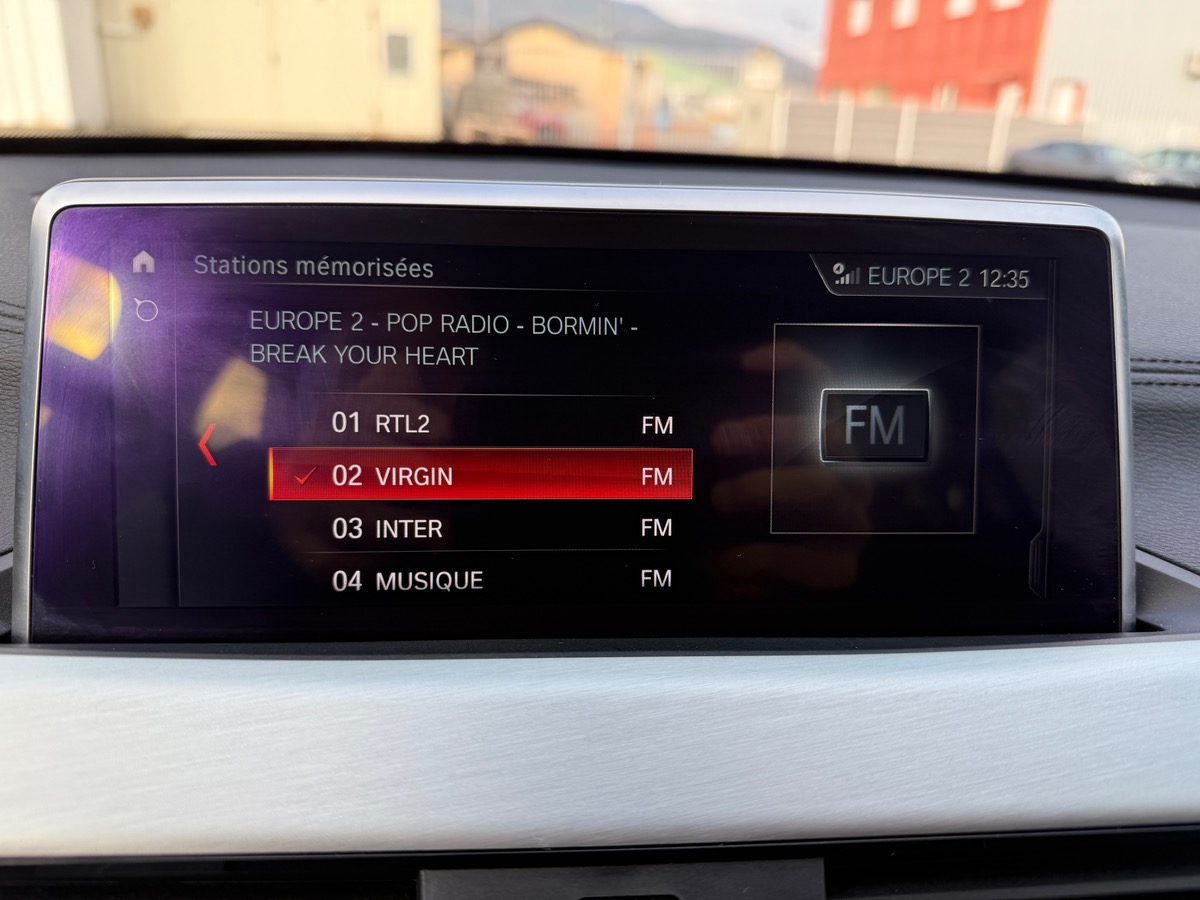 Stations mémorisées
EUROPE 2 12:35
EUROPE 2 - POP RADIO - BORMIN' -
BREAK YOUR HEART
01 RTL2 FM
02 VIRGIN FM
03 INTER FM
04 MUSIQUE FM
FM